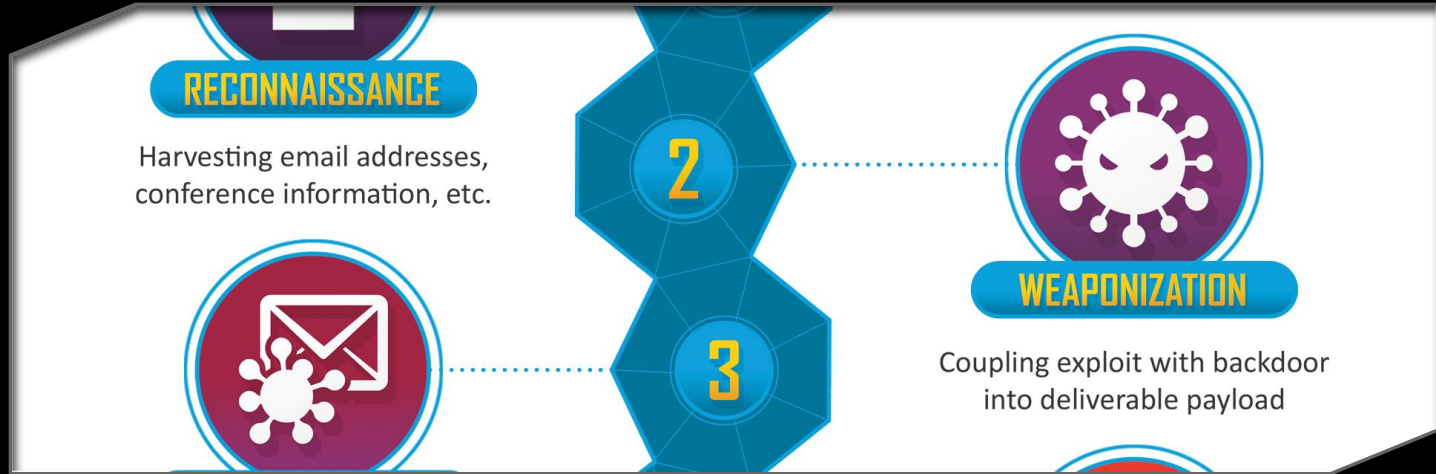 RECONNAISSANCE
Harvesting email addresses,
conference information, etc.
2
WEAPONIZATION
Coupling exploit with backdoor
into deliverable payload
3